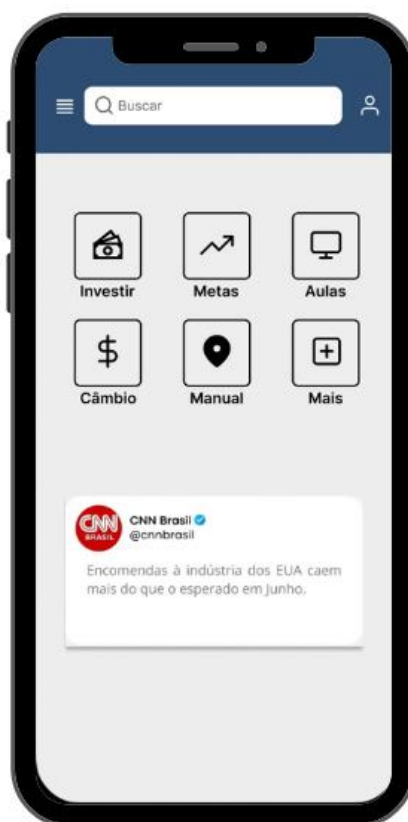 Buscar
Investir Metas Aulas
Câmbio Manual Mais
CNN BRASIL
CNN Brasil
@cnnbrasil
Encomendas à indústria dos EUA caem
mais do que o esperado em Junho.